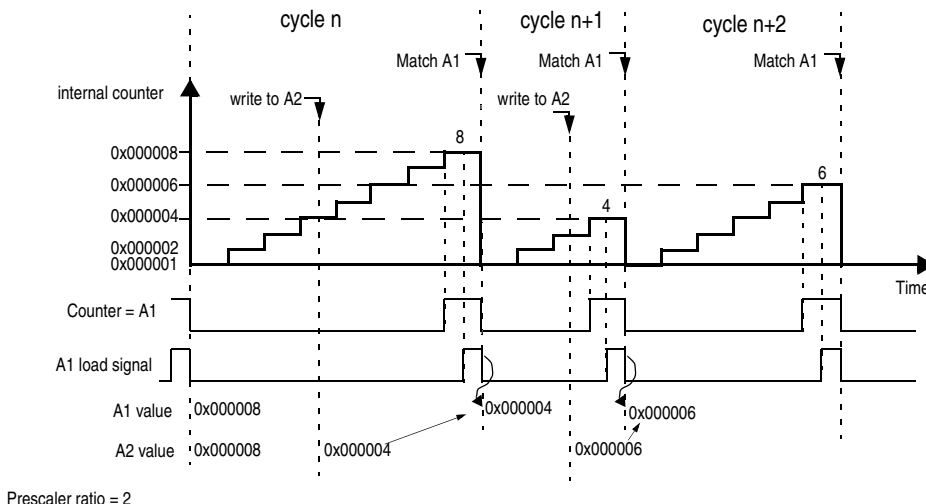 cycle n
cycle n+1
cycle n+2
Match A1
Match A1
Match A1
internal counter
write to A2
write to A2
8
0x000008
0x000006
6
0x000004
4
0x000002
0x000001
Time
Counter = A1
A1 load signal
A1 value 0x000008 0x000004 0x000006
A2 value 0x000008 0x000004 0x000006
Prescaler ratio = 2